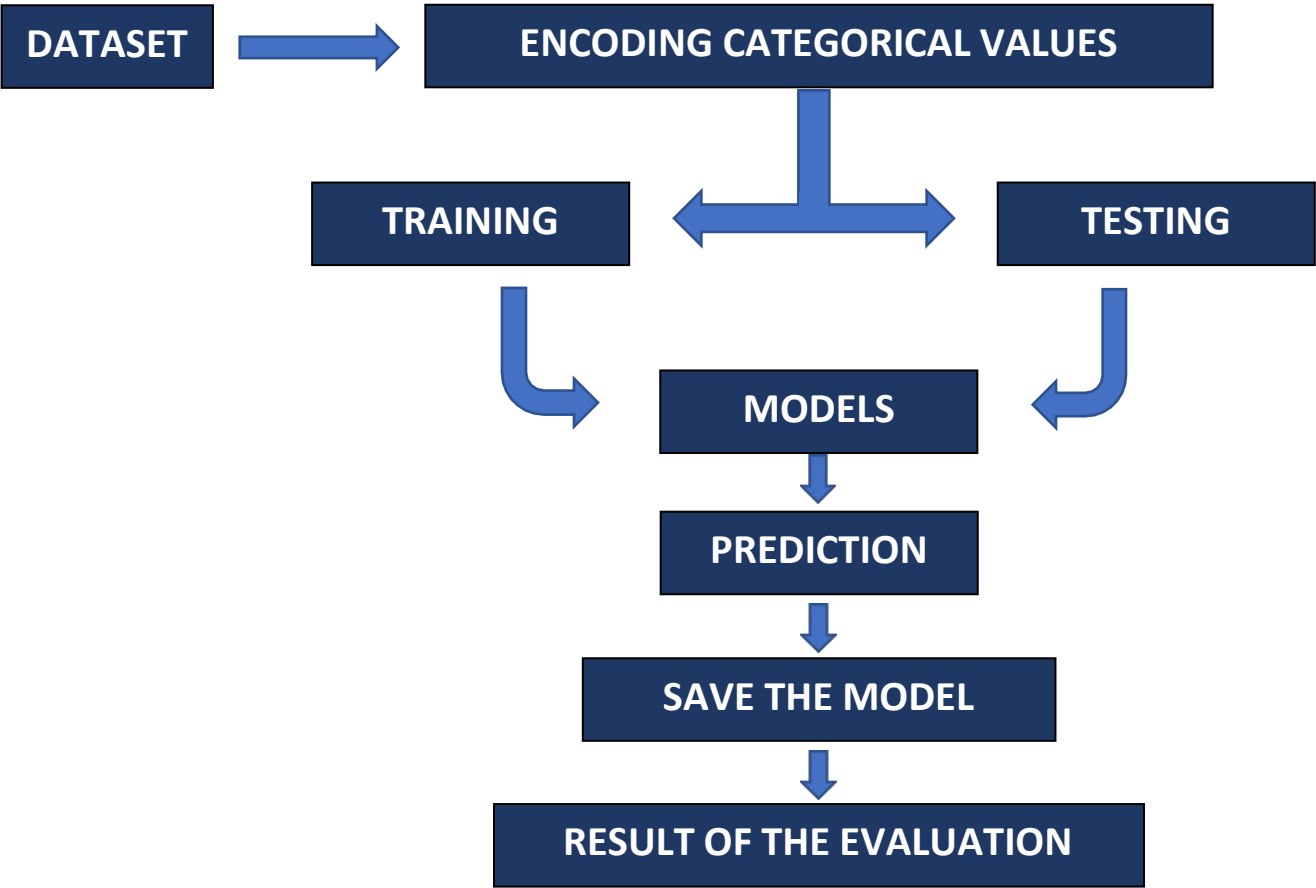 DATASET
ENCODING CATEGORICAL VALUES
TRAINING
TESTING
MODELS
PREDICTION
SAVE THE MODEL
RESULT OF THE EVALUATION